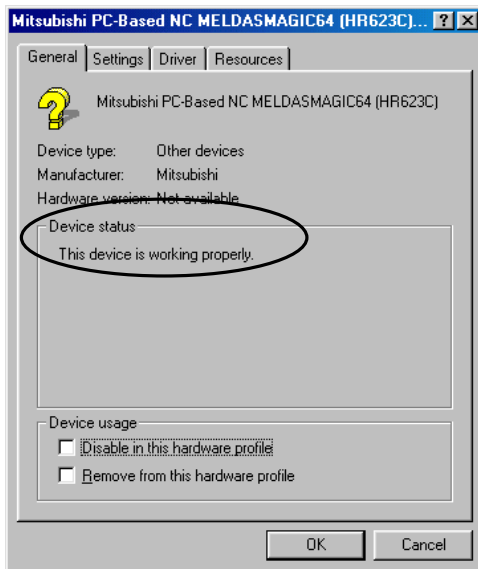 Mitsubishi PC-Based NC MELDASMAGIC64 (HR623C)...
General Settings Driver Resources
Mitsubishi PC-Based NC MELDASMAGIC64 (HR623C)
Device type: Other devices
Manufacturer: Mitsubishi
Hardware version: Not available
Device status
This device is working properly.
Device usage
Disable in this hardware profile
Remove from this hardware profile
OK Cancel